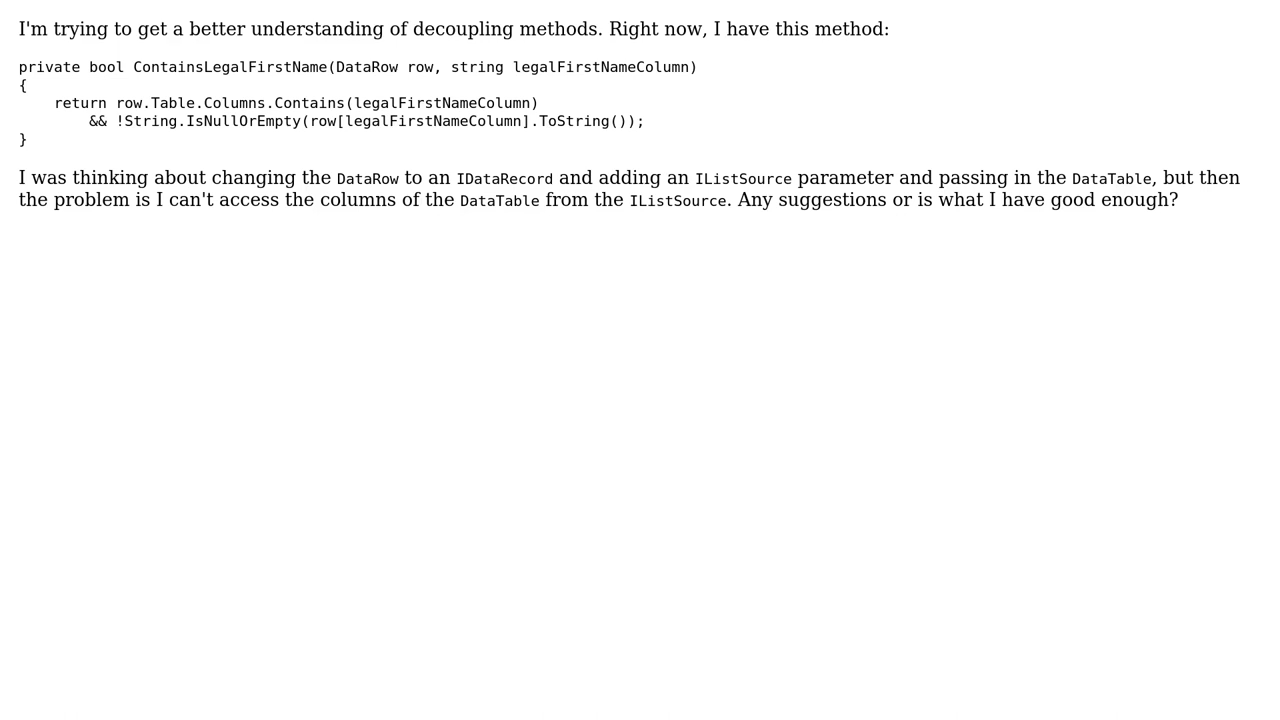 I'm trying to get a better understanding of decoupling methods. Right now, I have this method:
private bool ContainsLegalFirstName(DataRow row, string legalFirstNameColumn)
{
    return row.Table.Columns.Contains(legalFirstNameColumn)
        && !String.IsNullOrEmpty(row[legalFirstNameColumn].ToString());
}
I was thinking about changing the DataRow to an IDataRecord and adding an IListSource parameter and passing in the DataTable, but then
the problem is I can't access the columns of the DataTable from the IListSource. Any suggestions or is what I have good enough?